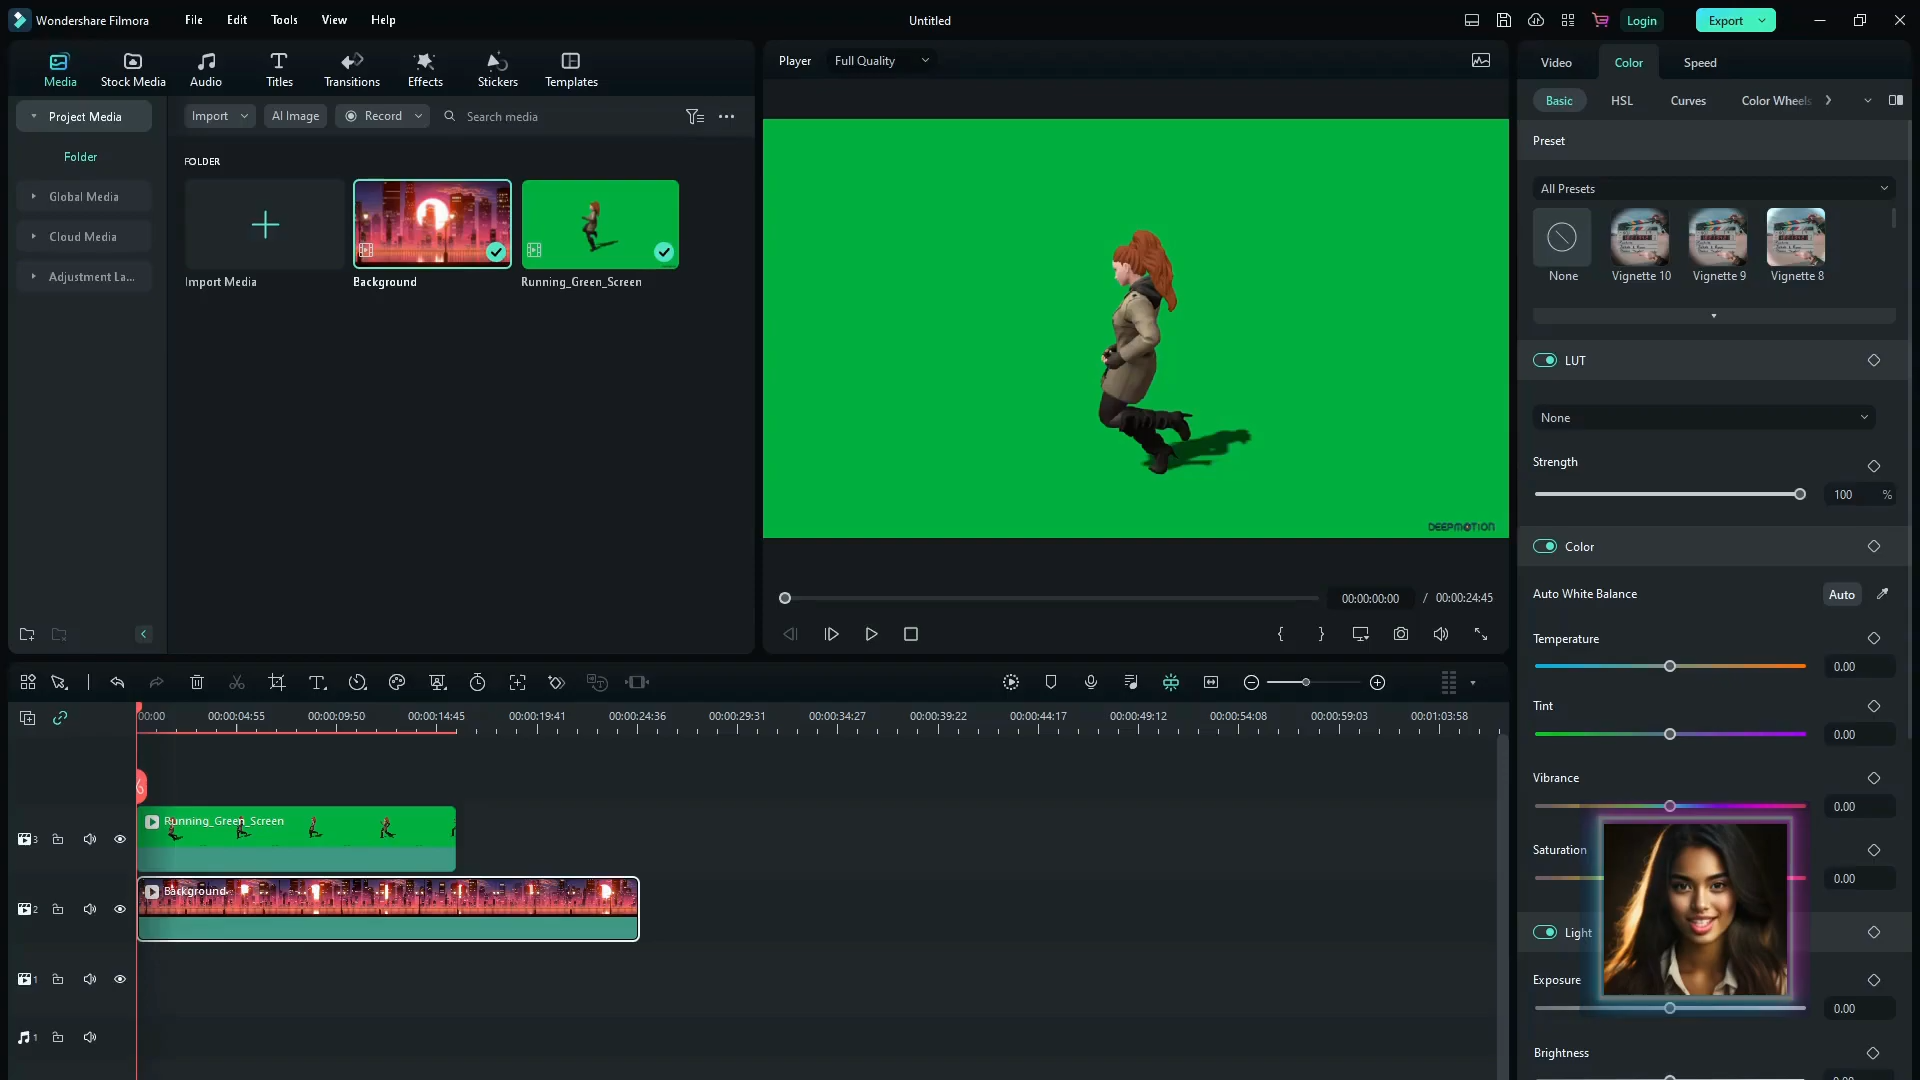 Wondershare Filmora File Edit Tools View Help Untitled Login Export
Media Stock Media Audio Titles Transitions Effects Stickers Templates
Project Media
Folder
Global Media
Cloud Media
Adjustment La...
Import AI Image Record Search media
FOLDER
Import Media Background Running_Green_Screen
Player Full Quality
DEEPMOTION
00:00:00:00 / 00:00:24:45
Video Color Speed
Basic HSL Curves Color Wheels
Preset
All Presets
None Vignette 10 Vignette 9 Vignette 8
LUT
None
Strength
100 %
Color
Auto White Balance Auto
Temperature
0.00
Tint
0.00
Vibrance
0.00
Saturation
0.00
Light
Exposure
0.00
Brightness
00:00 00:00:04:55 00:00:09:50 00:00:14:45 00:00:19:41 00:00:24:36 00:00:29:31 00:00:34:27 00:00:39:22 00:00:44:17 00:00:49:12 00:00:54:08 00:00:59:03 00:01:03:58
Running_Green_Screen
3
Background
2
1
1